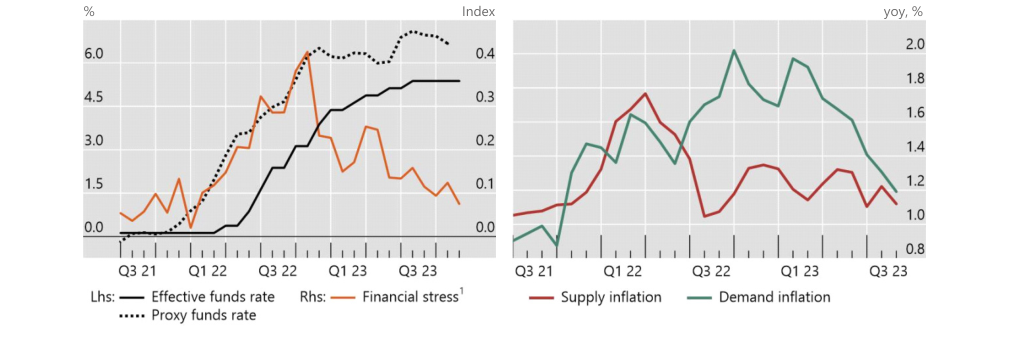 % Index
6.0 0.4
4.5 0.3
3.0 0.2
1.5 0.1
0.0 0.0
Q3 21 Q1 22 Q3 22 Q1 23 Q3 23
Lhs: Effective funds rate Rhs: Financial stress1
Proxy funds rate
yoy, %
2.0
1.8
1.6
1.4
1.2
1.0
0.8
Q3 21 Q1 22 Q3 22 Q1 23 Q3 23
Supply inflation Demand inflation